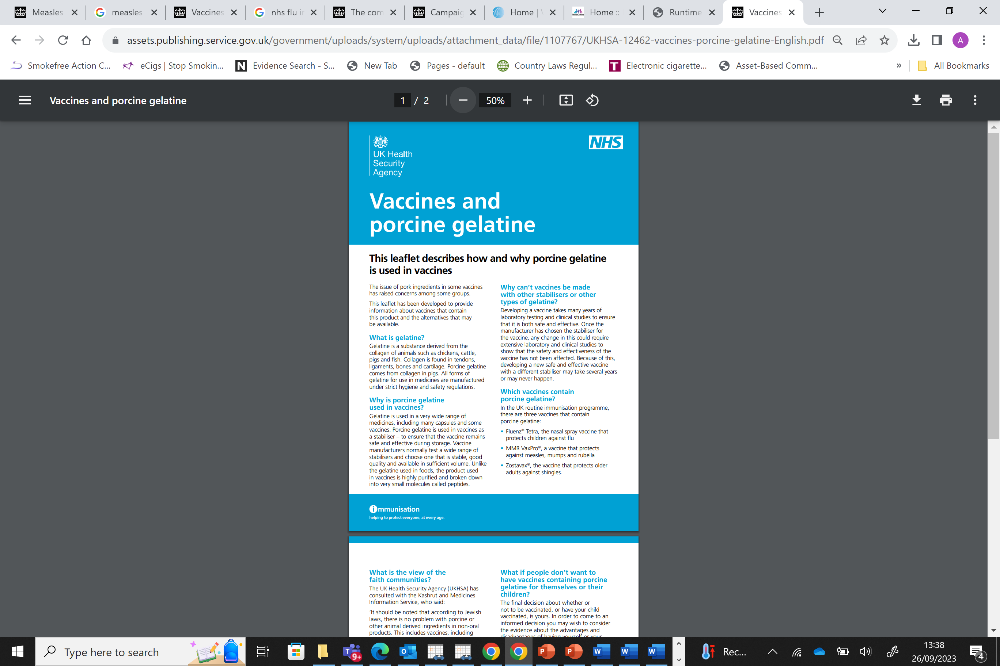 Measles
measles
Vaccines
nhs flu in
The com
Campaig
Home | V
Home ::
Runtime
Vaccines
assets.publishing.service.gov.uk/government/uploads/system/uploads/attachment_data/file/1107767/UKHSA-12462-vaccines-porcine-gelatine-English.pdf
A
Smokefree Action C...
eCigs | Stop Smokin...
N
Evidence Search - S...
New Tab
Pages - default
Country Laws Regul...
T
Electronic cigarette...
Asset-Based Comm...
»
All Bookmarks
Vaccines and porcine gelatine
1 / 2
50%
UK Health
Security
Agency
NHS
Vaccines and
porcine gelatine
This leaflet describes how and why porcine gelatine
is used in vaccines
The issue of pork ingredients in some vaccines
has raised concerns among some groups.
This leaflet has been developed to provide
information about vaccines that contain
this product and the alternatives that may
be available.
What is gelatine?
Gelatine is a substance derived from the
collagen of animals such as chickens, cattle,
pigs and fish. Collagen is found in tendons,
ligaments, bones and cartilage. Porcine gelatine
comes from collagen in pigs. All forms of
gelatine for use in medicines are manufactured
under strict hygiene and safety regulations.
Why is porcine gelatine
used in vaccines?
Gelatine is used in a very wide range of
medicines, including many capsules and some
vaccines. Porcine gelatine is used in vaccines as
a stabiliser – to ensure that the vaccine remains
safe and effective during storage. Vaccine
manufacturers normally test a wide range of
stabilisers and choose one that is stable, good
quality and available in sufficient volume. Unlike
the gelatine used in foods, the product used
in vaccines is highly purified and broken down
into very small molecules called peptides.
Why can't vaccines be made
with other stabilisers or other
types of gelatine?
Developing a vaccine takes many years of
laboratory testing and clinical studies to ensure
that it is both safe and effective. Once the
manufacturer has chosen the stabiliser for
the vaccine, any change in this could require
extensive laboratory and clinical studies to
show that the safety and effectiveness of the
vaccine has not been affected. Because of this,
developing a new safe and effective vaccine
with a different stabiliser may take several years
or may never happen.
Which vaccines contain
porcine gelatine?
In the UK routine immunisation programme,
there are three vaccines that contain
porcine gelatine:
• Fluenz® Tetra, the nasal spray vaccine that
protects children against flu
• MMR VaxPro®, a vaccine that protects
against measles, mumps and rubella
• Zostavax®, the vaccine that protects older
adults against shingles.
immunisation
helping to protect everyone, at every age.
What is the view of the
faith communities?
The UK Health Security Agency (UKHSA) has
consulted with the Kashrut and Medicines
Information Service, who said:
'It should be noted that according to Jewish
laws, there is no problem with porcine or
other animal derived ingredients in non-oral
products. This includes vaccines, including
What if people don't want to
have vaccines containing porcine
gelatine for themselves or their
children?
The final decision about whether or
not to be vaccinated, or have your child
vaccinated, is yours. In order to come to an
informed decision you may wish to consider
the evidence about the advantages and
disadvantages of having yourself or your
Type here to search
T
9+
O
P
P
W
W
W
Rec...
13:38
26/09/2023
4